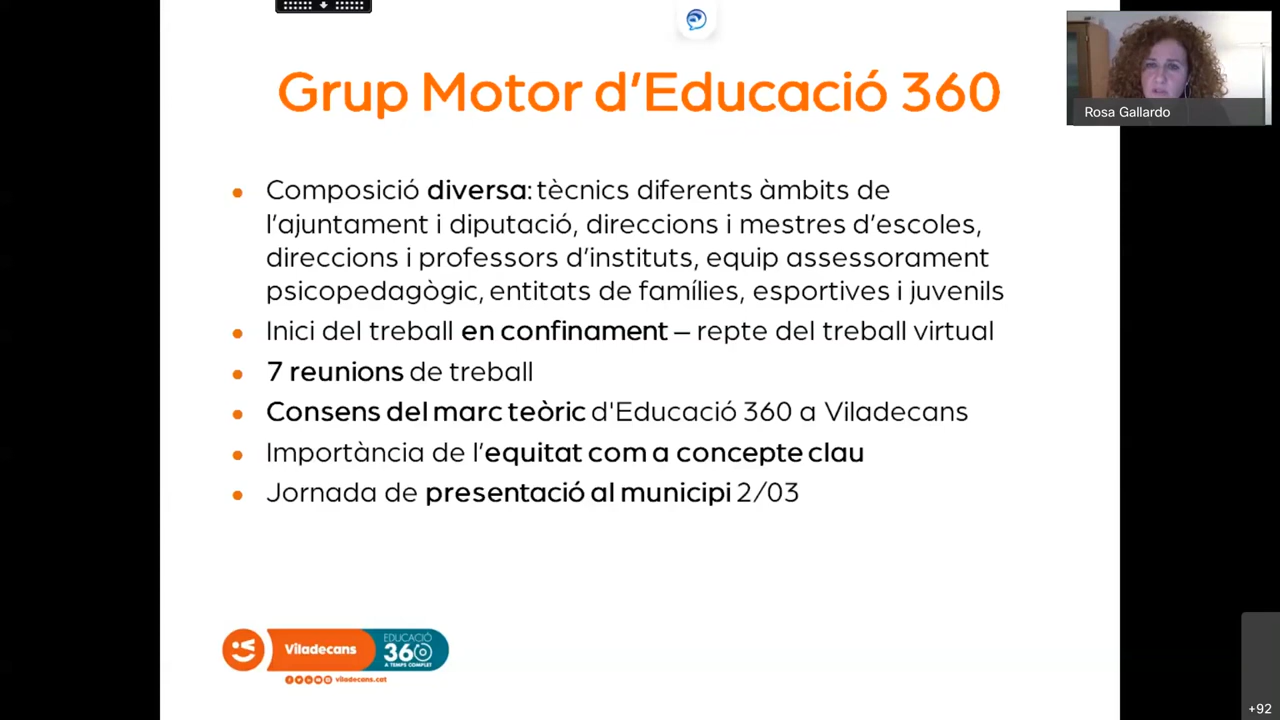 Grup Motor d'Educació 360
Rosa Gallardo
• Composició diversa: tècnics diferents àmbits de
l'ajuntament i diputació, direccions i mestres d'escoles,
direccions i professors d'instituts, equip assessorament
psicopedagògic, entitats de famílies, esportives i juvenils
• Inici del treball en confinament – repte del treball virtual
• 7 reunions de treball
• Consens del marc teòric d'Educació 360 a Viladecans
• Importància de l'equitat com a concepte clau
• Jornada de presentació al municipi 2/03
Viladecans
EDUCACIÓ
360
A TEMPS COMPLET
viladecans.cat
+92